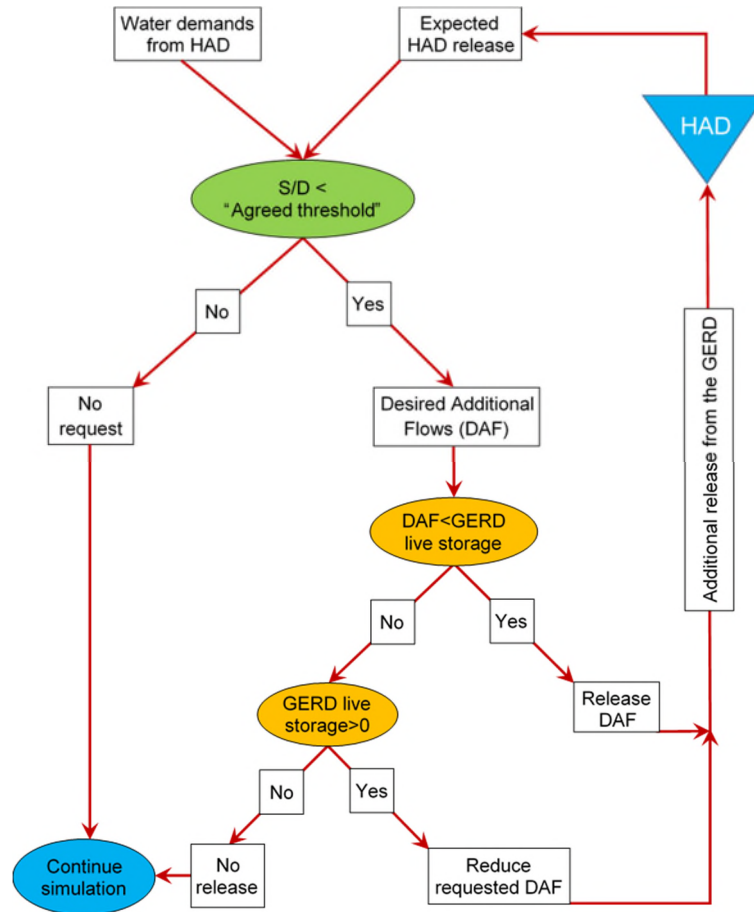 Water demands
from HAD
Expected
HAD release
HAD
S/D <
“Agreed threshold”
No
Yes
No
request
Desired Additional
Flows (DAF)
Additional release from the GERD
DAF<GERD
live storage
No
Yes
GERD live
storage>0
Release
DAF
No
Yes
Continue
simulation
No
release
Reduce
requested DAF